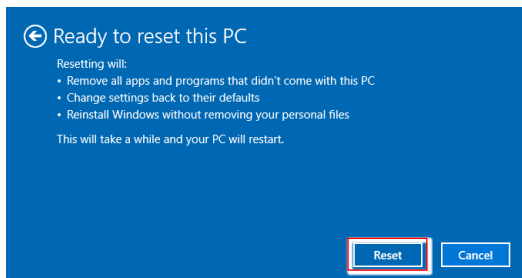 Ready to reset this PC
Resetting will:
• Remove all apps and programs that didn't come with this PC
• Change settings back to their defaults
• Reinstall Windows without removing your personal files
This will take a while and your PC will restart.
Reset
Cancel